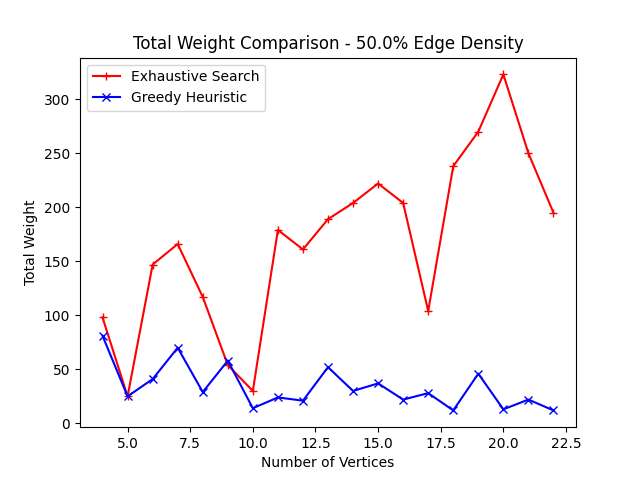 Total Weight Comparison - 50.0% Edge Density
Exhaustive Search
Greedy Heuristic
Total Weight
300
250
200
150
100
50
0
5.0 7.5 10.0 12.5 15.0 17.5 20.0 22.5
Number of Vertices